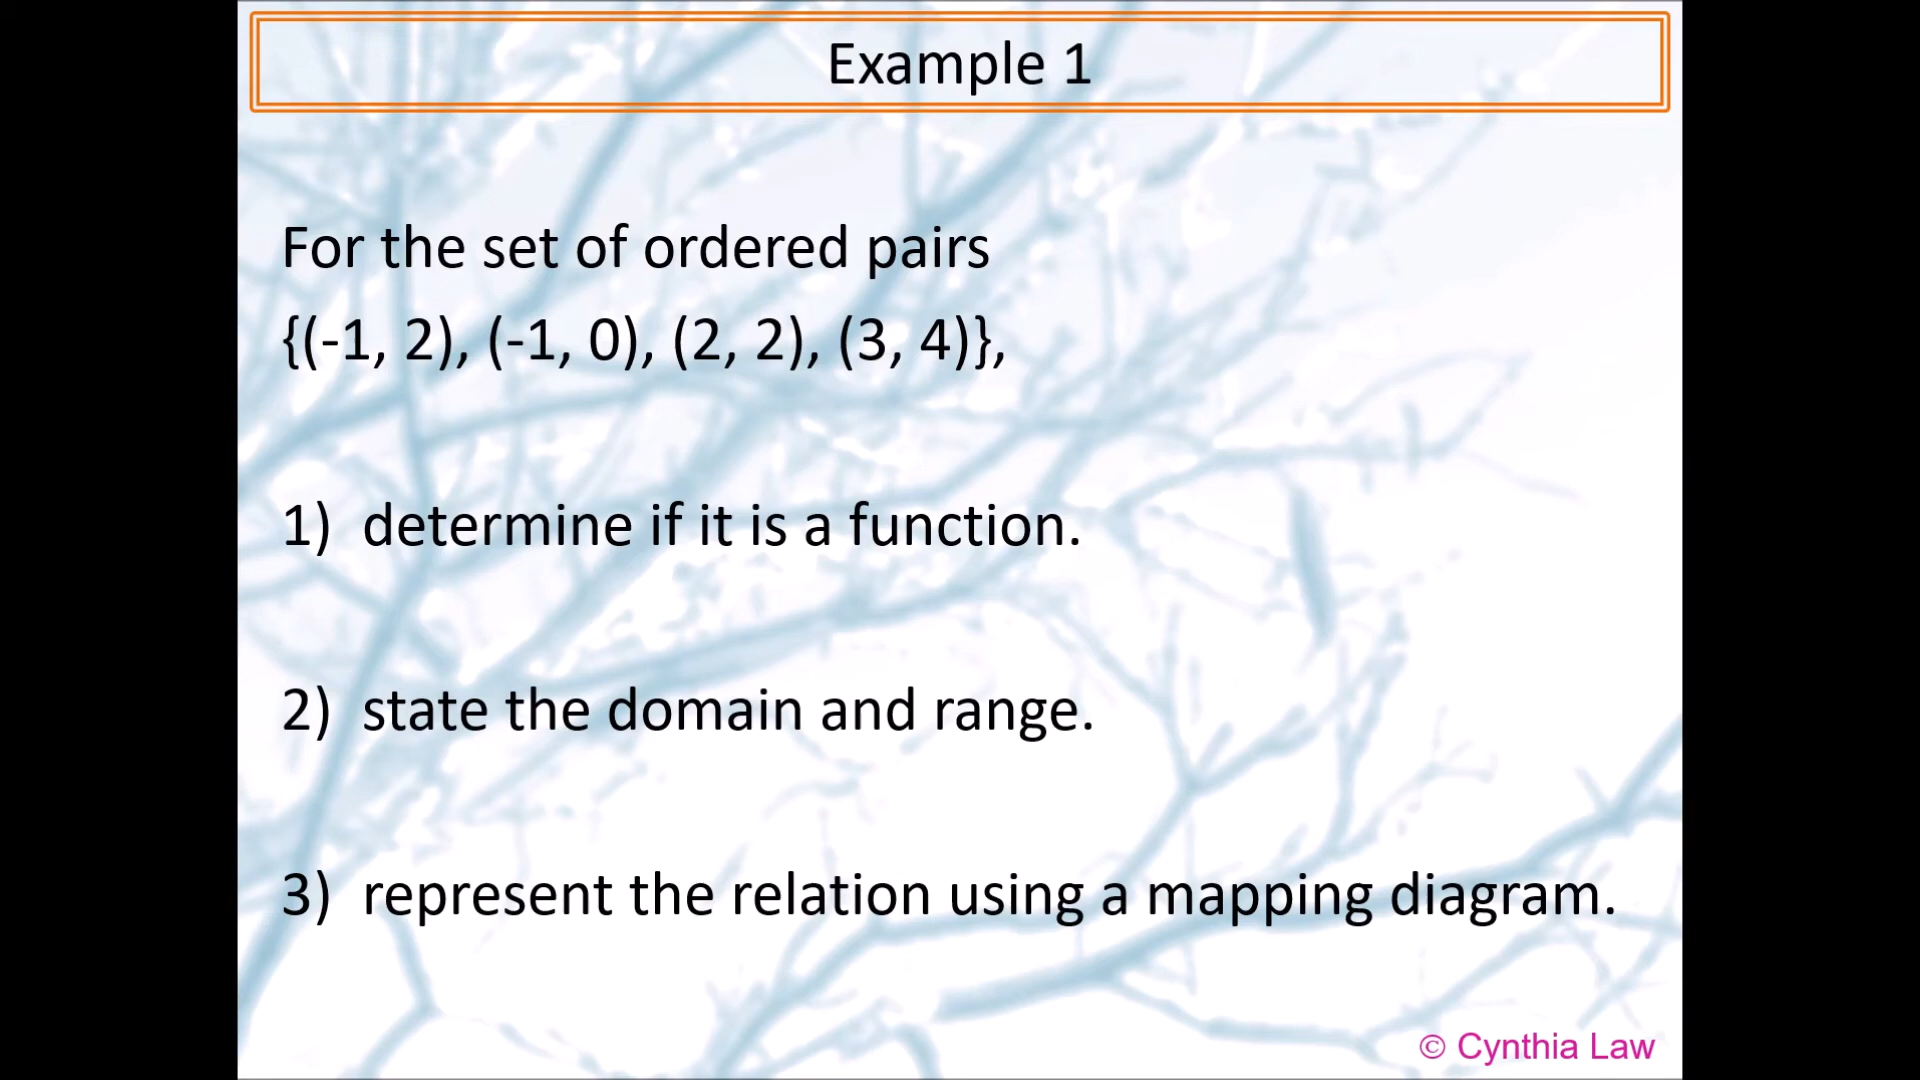 Example 1
For the set of ordered pairs
{(-1, 2), (-1, 0), (2, 2), (3, 4)},
1) determine if it is a function.
2) state the domain and range.
3) represent the relation using a mapping diagram.
© Cynthia Law